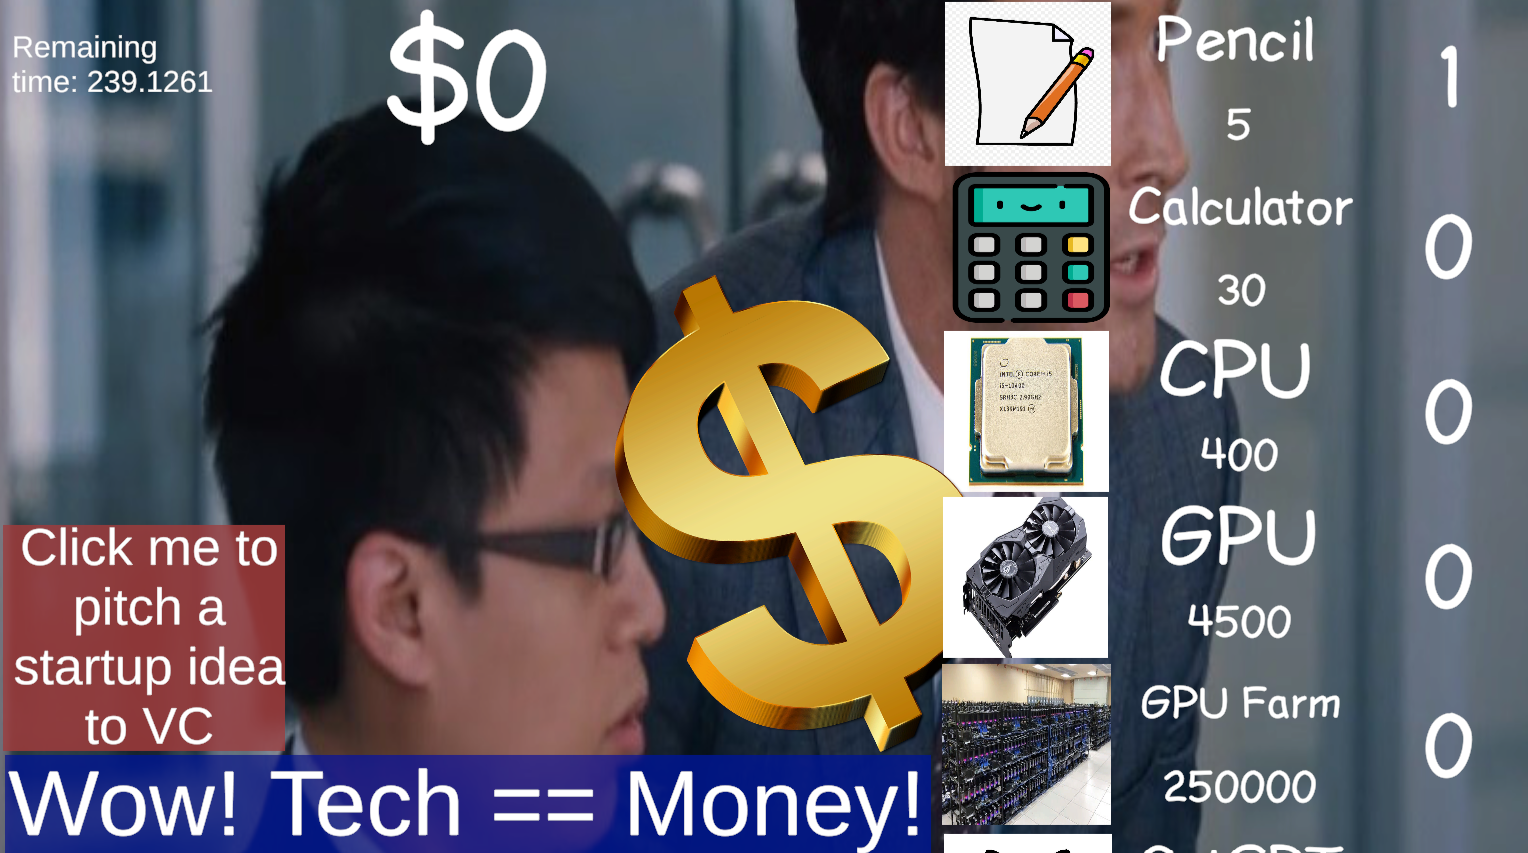 Remaining
time: 239.1261
$0
Pencil
5
1
Calculator
30
0
CPU
400
0
GPU
4500
0
GPU Farm
250000
0
Click me to
pitch a
startup idea
to VC
Wow! Tech == Money!